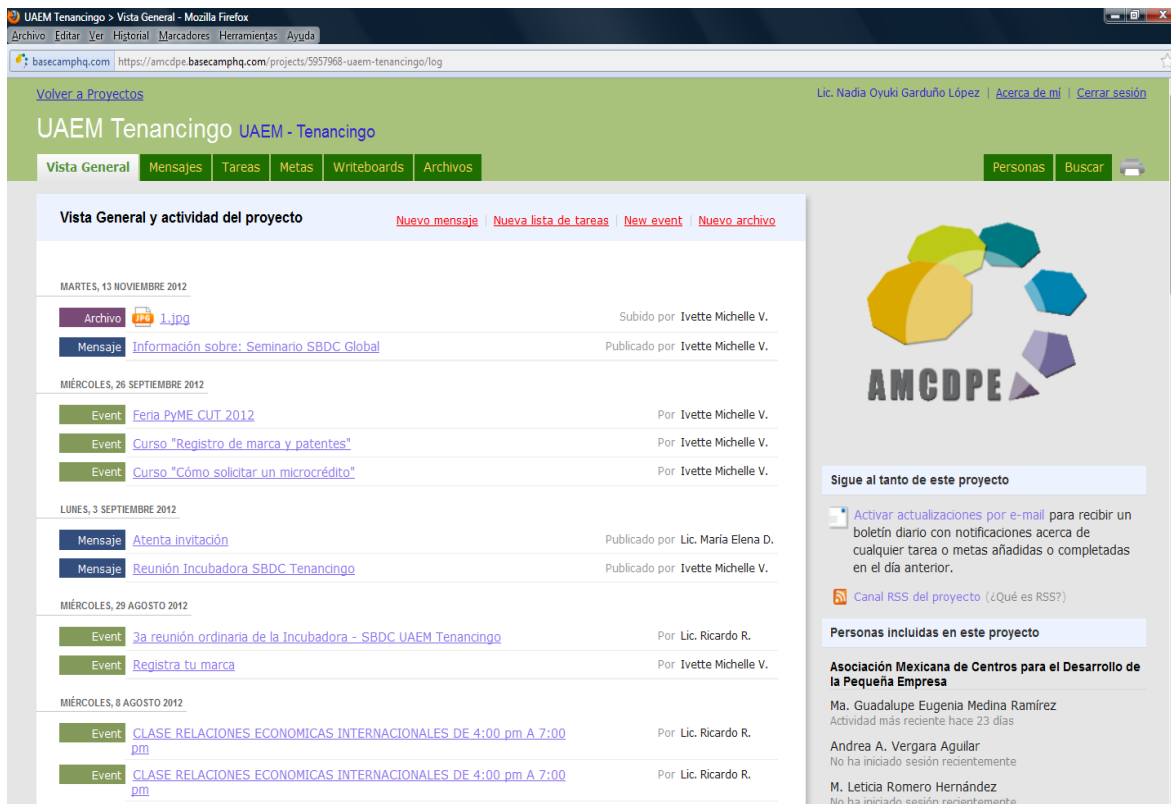 UAEM Tenancingo > Vista General - Mozilla Firefox
Archivo Editar Ver Historial Marcadores Herramientas Ayuda
basecamphq.com https://amcdpe.basecamphq.com/projects/5957968-uaem-tenancingo/log
Volver a Proyectos
Lic. Nadia Oyuki Garduño López | Acerca de mí | Cerrar sesión
UAEM Tenancingo UAEM - Tenancingo
Vista General Mensajes Tareas Metas Writeboards Archivos Personas Buscar
Vista General y actividad del proyecto
Nuevo mensaje | Nueva lista de tareas | New event | Nuevo archivo
MARTES, 13 NOVIEMBRE 2012
Archivo JPG 1.jpg Subido por Ivette Michelle V.
Mensaje Información sobre: Seminario SBDC Global Publicado por Ivette Michelle V.
MIÉRCOLES, 26 SEPTIEMBRE 2012
Event Feria PyME CUT 2012 Por Ivette Michelle V.
Event Curso "Registro de marca y patentes" Por Ivette Michelle V.
Event Curso "Cómo solicitar un microcrédito" Por Ivette Michelle V.
LUNES, 3 SEPTIEMBRE 2012
Mensaje Atenta invitación Publicado por Lic. María Elena D.
Mensaje Reunión Incubadora SBDC Tenancingo Publicado por Ivette Michelle V.
MIÉRCOLES, 29 AGOSTO 2012
Event 3a reunión ordinaria de la Incubadora - SBDC UAEM Tenancingo Por Lic. Ricardo R.
Event Registra tu marca Por Ivette Michelle V.
MIÉRCOLES, 8 AGOSTO 2012
Event CLASE RELACIONES ECONOMICAS INTERNACIONALES DE 4:00 pm A 7:00 Por Lic. Ricardo R.
pm
Event CLASE RELACIONES ECONOMICAS INTERNACIONALES DE 4:00 pm A 7:00 Por Lic. Ricardo R.
pm
AMCDPE
Sigue al tanto de este proyecto
Activar actualizaciones por e-mail para recibir un
boletín diario con notificaciones acerca de
cualquier tarea o metas añadidas o completadas
en el día anterior.
Canal RSS del proyecto (¿Qué es RSS?)
Personas incluidas en este proyecto
Asociación Mexicana de Centros para el Desarrollo de
la Pequeña Empresa
Ma. Guadalupe Eugenia Medina Ramírez
Actividad más reciente hace 23 días
Andrea A. Vergara Aguilar
No ha iniciado sesión recientemente
M. Leticia Romero Hernández
No ha iniciado sesión recientemente